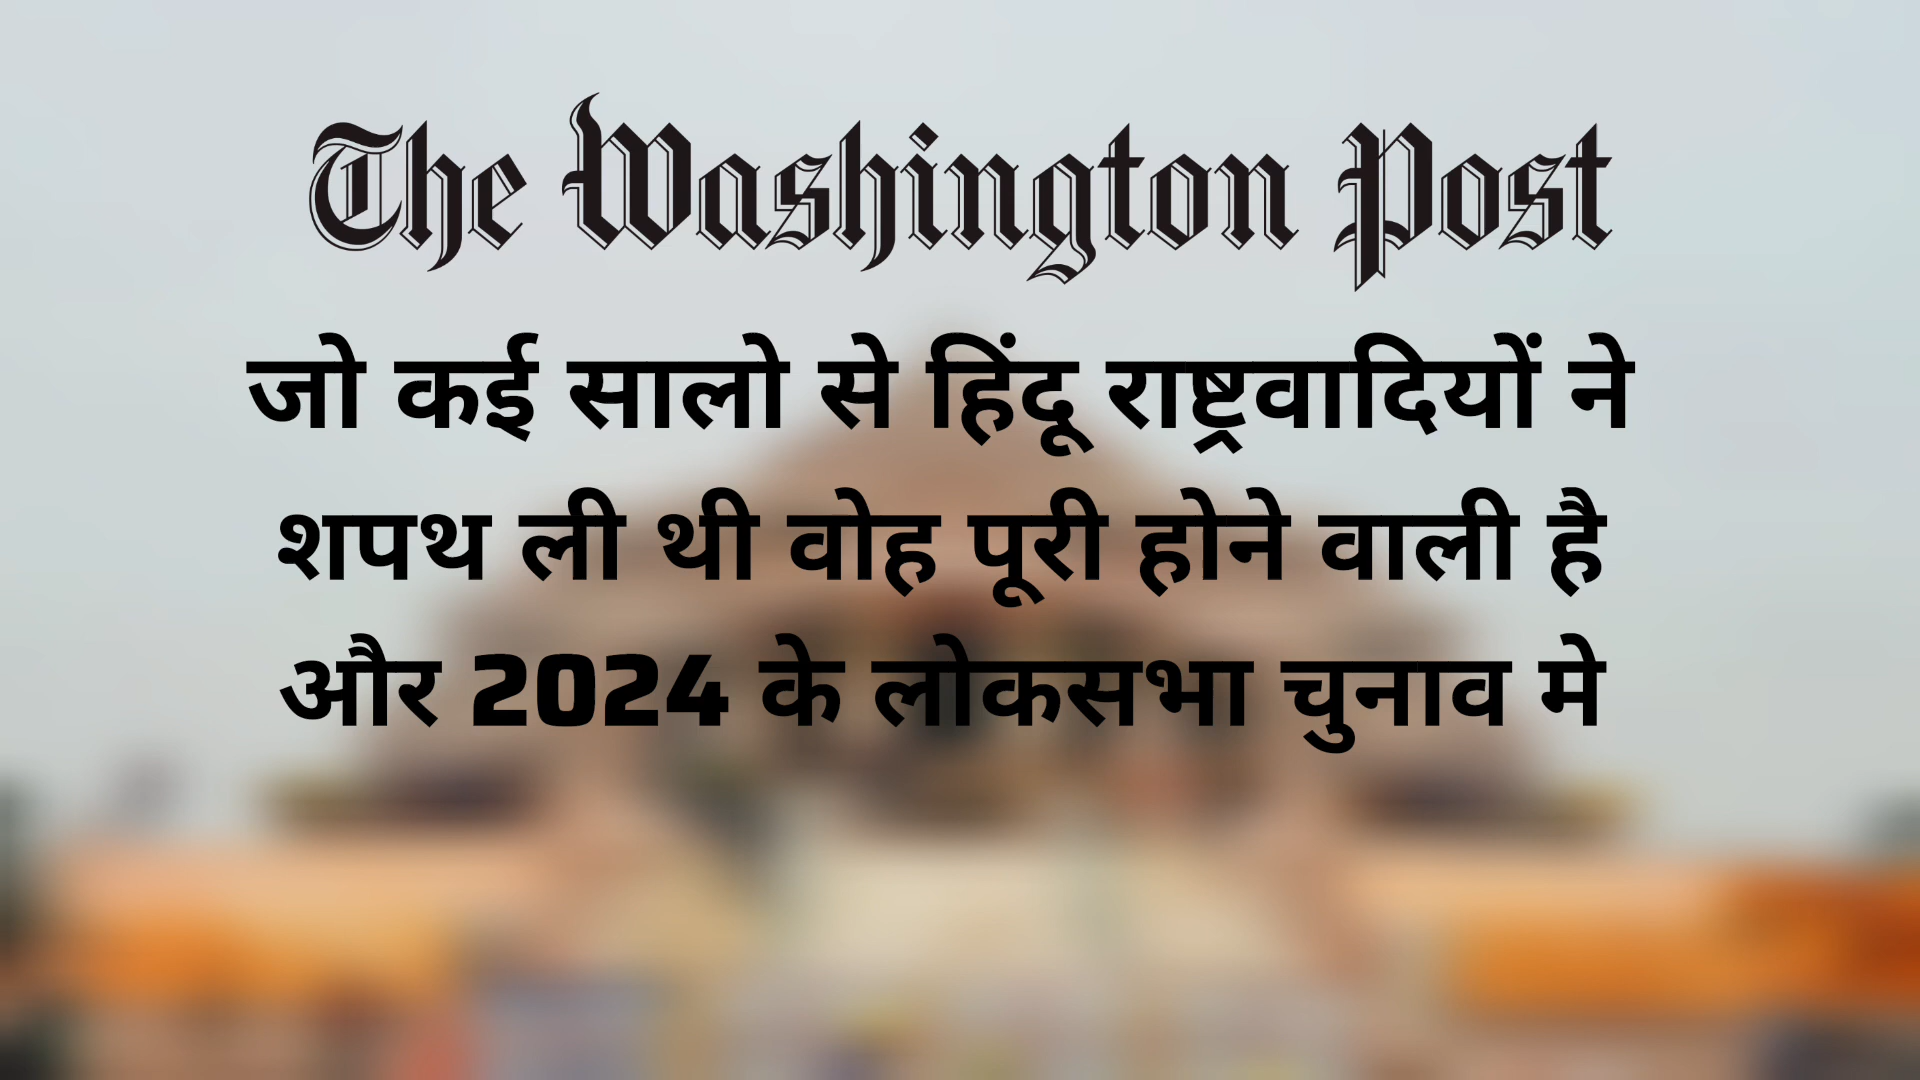 The Washington Post
जो कई सालो से हिंदू राष्ट्रवादियों ने
शपथ ली थी वोह पूरी होने वाली है
और 2024 के लोकसभा चुनाव मे